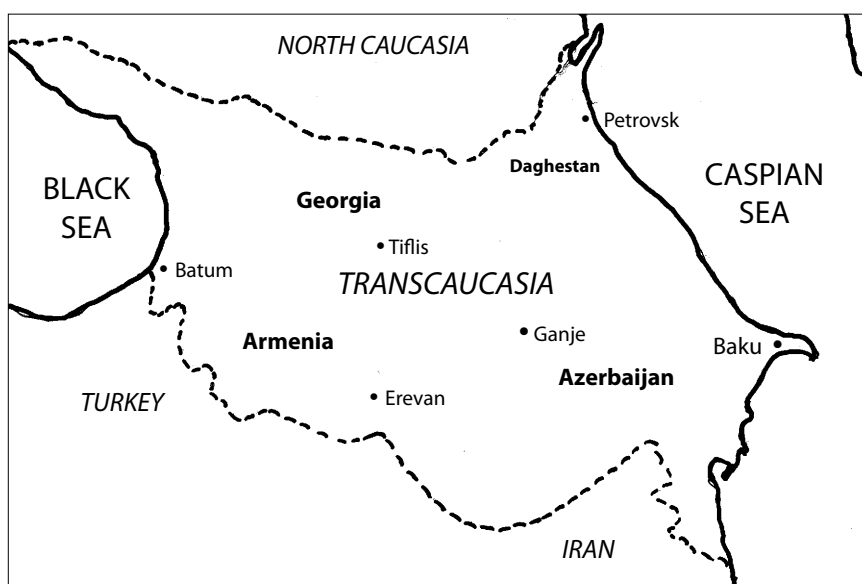 NORTH CAUCASIA
Petrovsk
Daghestan
BLACK
SEA
CASPIAN
SEA
Georgia
Tiflis
Batum
TRANSCAUCASIA
Armenia
Ganje
Baku
Azerbaijan
Erevan
TURKEY
IRAN